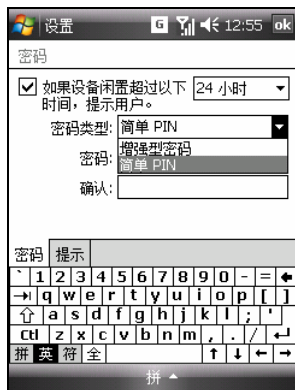 设置 G 12:55 ok
密码
如果设备闲置超过以下 24 小时
时间，提示用户。
密码类型: 简单 PIN
增强型密码
密码: 简单 PIN
确认:
密码 提示
` 1 2 3 4 5 6 7 8 9 0 - =
q w e r t y u i o p [ ]
a s d f g h j k l ; '
Ctl z x c v b n m , . /
拼 英 符 全
拼